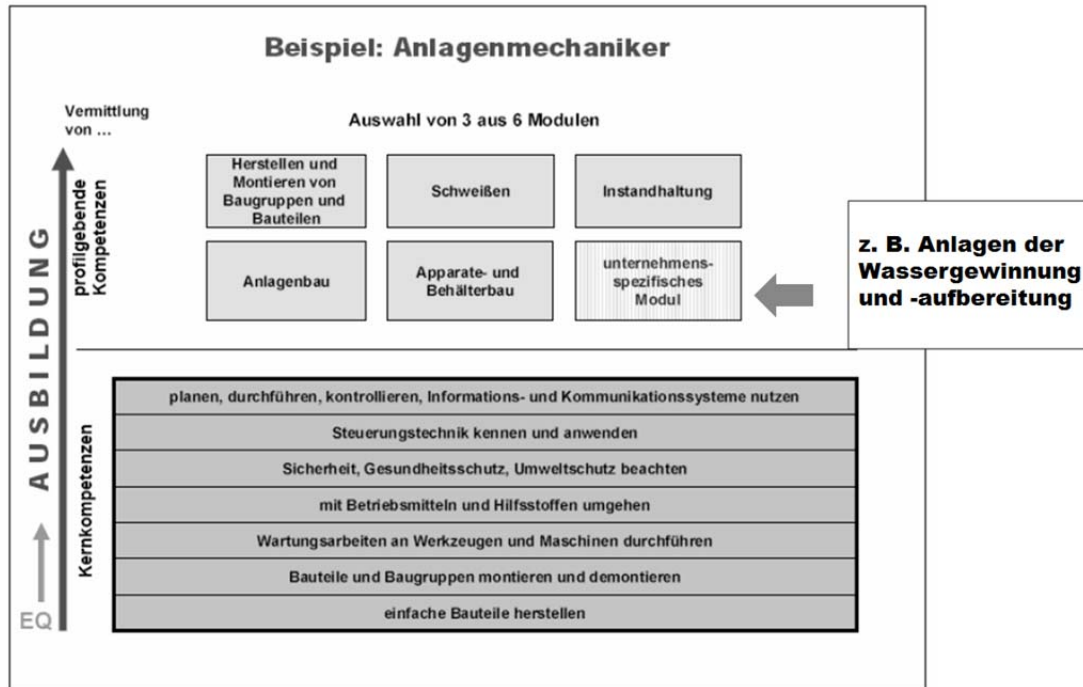 Beispiel: Anlagenmechaniker
Vermittlung
von ...
Auswahl von 3 aus 6 Modulen
AUSBILDUNG
profilgebende
Kompetenzen
Herstellen und
Montieren von
Baugruppen und
Bauteilen
Schweißen
Instandhaltung
Anlagenbau
Apparate- und
Behälterbau
unternehmens-
spezifisches
Modul
z. B. Anlagen der
Wassergewinnung
und -aufbereitung
Kernkompetenzen
planen, durchführen, kontrollieren, Informations- und Kommunikationssysteme nutzen
Steuerungstechnik kennen und anwenden
Sicherheit, Gesundheitsschutz, Umweltschutz beachten
mit Betriebsmitteln und Hilfsstoffen umgehen
Wartungsarbeiten an Werkzeugen und Maschinen durchführen
Bauteile und Baugruppen montieren und demontieren
einfache Bauteile herstellen
EQ